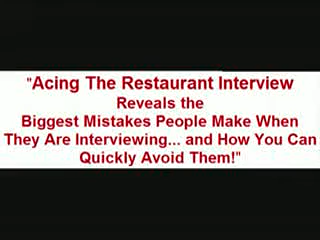 "Acing The Restaurant Interview
Reveals the
Biggest Mistakes People Make When
They Are Interviewing... and How You Can
Quickly Avoid Them!"